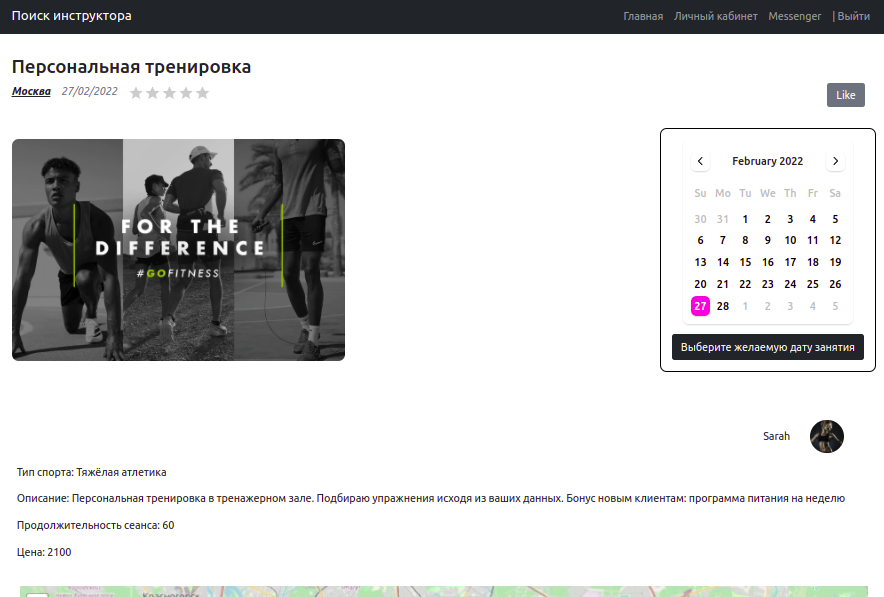 Поиск инструктора
Главная Личный кабинет Messenger | Выйти
Персональная тренировка
Москва 27/02/2022
Like
FOR THE
DIFFERENCE
#GOFITNESS
February 2022
Su Mo Tu We Th Fr Sa
30 31 1 2 3 4 5
6 7 8 9 10 11 12
13 14 15 16 17 18 19
20 21 22 23 24 25 26
27 28 1 2 3 4 5
Выберите желаемую дату занятия
Sarah
Тип спорта: Тяжёлая атлетика
Описание: Персональная тренировка в тренажерном зале. Подбираю упражнения исходя из ваших данных. Бонус новым клиентам: программа питания на неделю
Продолжительность сеанса: 60
Цена: 2100